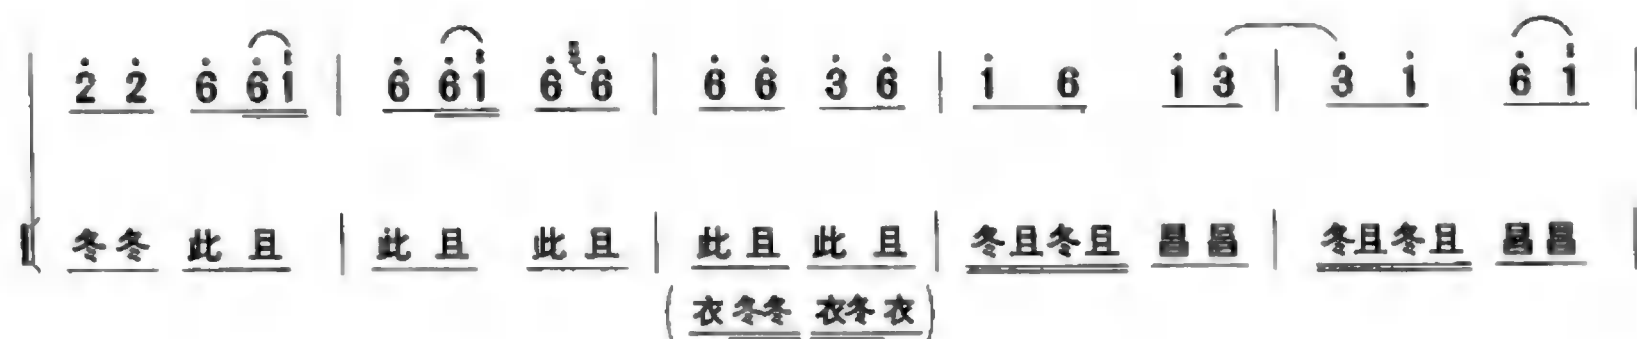 2̇ 2̇ 6̇ 6̇ 1̈ | 6̇ 6̇ 1̈ 6̇ 6̇ | 6̇ 6̇ 3̇ 6̇ | 1̇ 6 1̇ 3̇ | 3̇ 1̇ 6̇ 1̈ |
冬冬 此且 | 此且 此且 | 此且 此且 | 冬且冬且 昌昌 | 冬且冬且 昌昌 |
(衣冬冬 衣冬衣)